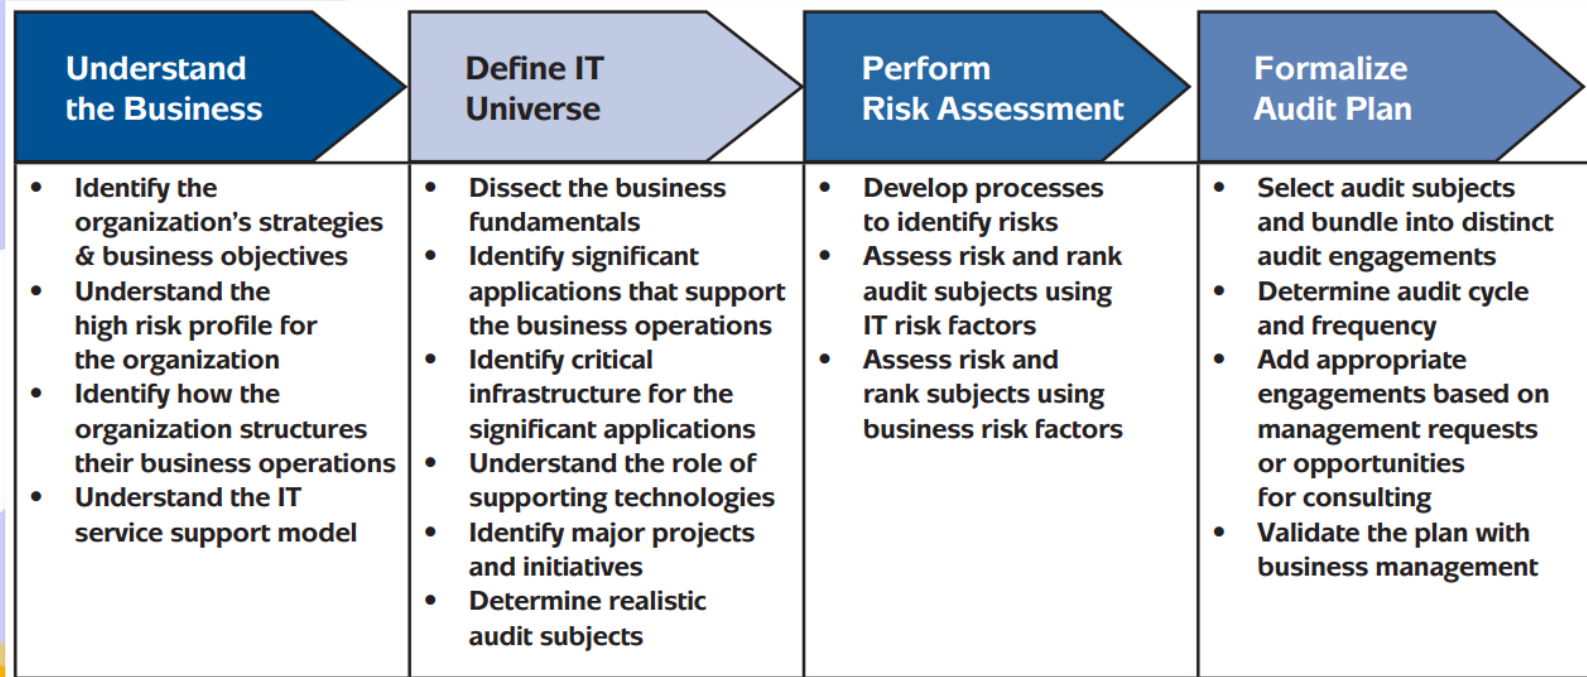 Understand
the Business
• Identify the
organization’s strategies
& business objectives
• Understand the
high risk profile for
the organization
• Identify how the
organization structures
their business operations
• Understand the IT
service support model
Define IT
Universe
• Dissect the business
fundamentals
• Identify significant
applications that support
the business operations
• Identify critical
infrastructure for the
significant applications
• Understand the role of
supporting technologies
• Identify major projects
and initiatives
• Determine realistic
audit subjects
Perform
Risk Assessment
• Develop processes
to identify risks
• Assess risk and rank
audit subjects using
IT risk factors
• Assess risk and
rank subjects using
business risk factors
Formalize
Audit Plan
• Select audit subjects
and bundle into distinct
audit engagements
• Determine audit cycle
and frequency
• Add appropriate
engagements based on
management requests
or opportunities
for consulting
• Validate the plan with
business management